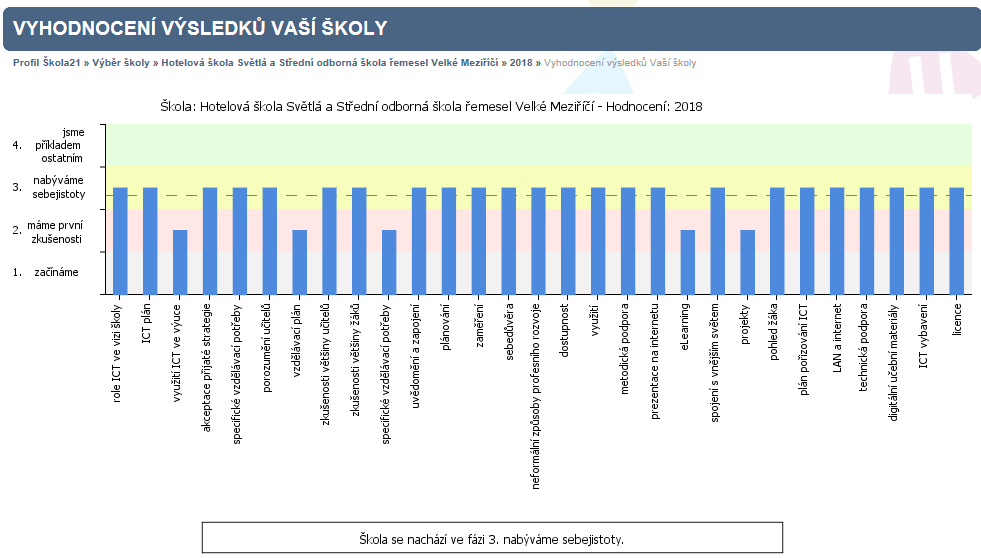 VYHODNOCENÍ VÝSLEDKŮ VAŠÍ ŠKOLY
Profil Škola21 » Výběr školy » Hotelová škola Světlá a Střední odborná škola řemesel Velké Meziříčí » 2018 » Vyhodnocení výsledků Vaší školy
Škola: Hotelová škola Světlá a Střední odborná škola řemesel Velké Meziříčí - Hodnocení: 2018
4. jsme
příkladem
ostatním
3. nabýváme
sebejistoty
2. máme první
zkušenosti
1. začínáme
role ICT ve vizi školy
ICT plán
využití ICT ve výuce
akceptace přijaté strategie
specifické vzdělávací potřeby
porozumění učitelů
vzdělávací plán
zkušenosti většiny učitelů
zkušenosti většiny žáků
specifické vzdělávací potřeby
uvědomění a zapojení
plánování
zaměření
sebedůvěra
neformální způsoby profesního rozvoje
dostupnost
využití
metodická podpora
prezentace na internetu
eLearning
spojení s vnějším světem
projekty
pohled žáka
plán pořizování ICT
LAN a internet
technická podpora
digitální učební materiály
ICT vybavení
licence
Škola se nachází ve fázi 3. nabýváme sebejistoty.